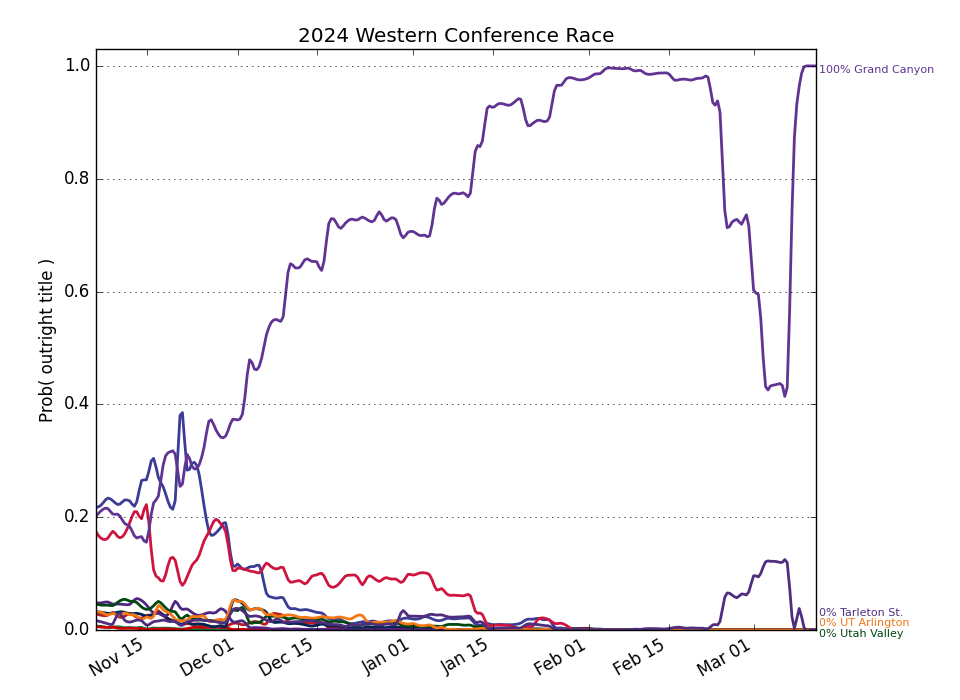 2024 Western Conference Race
Prob( outright title )
1.0
0.8
0.6
0.4
0.2
0.0
100% Grand Canyon
0% Tarleton St.
0% UT Arlington
0% Utah Valley
Nov 15
Dec 01
Dec 15
Jan 01
Jan 15
Feb 01
Feb 15
Mar 01